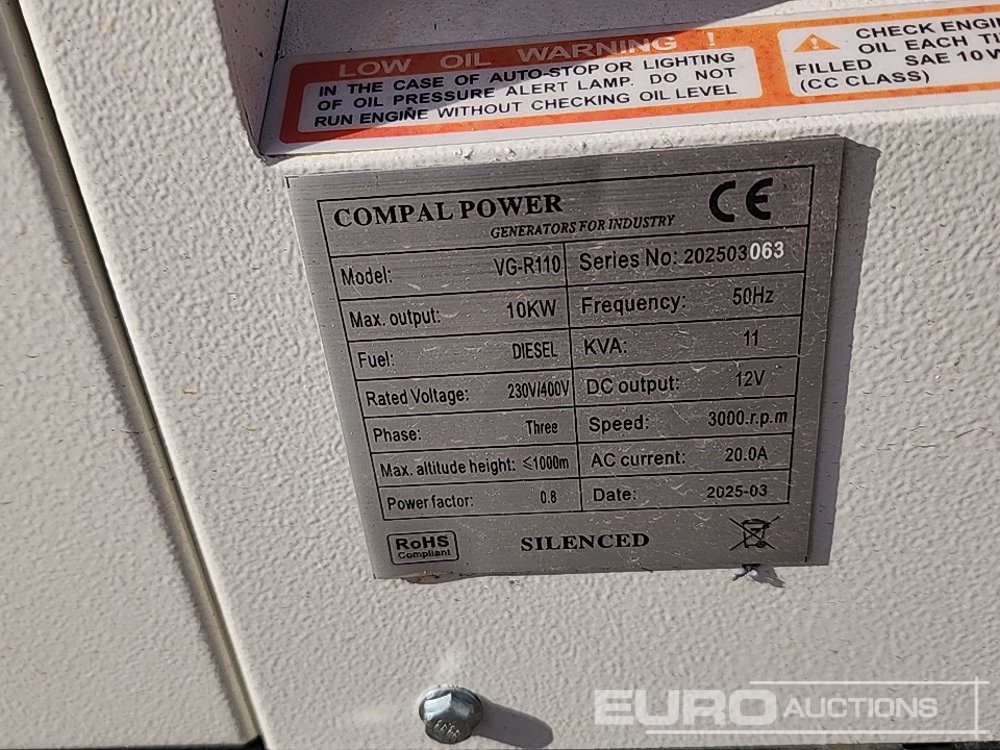 LOW OIL WARNING !
IN THE CASE OF AUTO-STOP OR LIGHTING
OF OIL PRESSURE ALERT LAMP. DO NOT
RUN ENGINE WITHOUT CHECKING OIL LEVEL
CHECK ENGI
OIL EACH TI
FILLED SAE 10W
(CC CLASS)
COMPAL POWER
GENERATORS FOR INDUSTRY
CE
Model: VG-R110 Series No: 202503063
Max. output: 10KW Frequency: 50Hz
Fuel: DIESEL KVA: 11
Rated Voltage: 230V/400V DC output: 12V
Phase: Three Speed: 3000.r.p.m
Max. altitude height: ≤1000m AC current: 20.0A
Power factor: 0.8 Date: 2025-03
RoHS
Compliant
SILENCED
EURO AUCTIONS